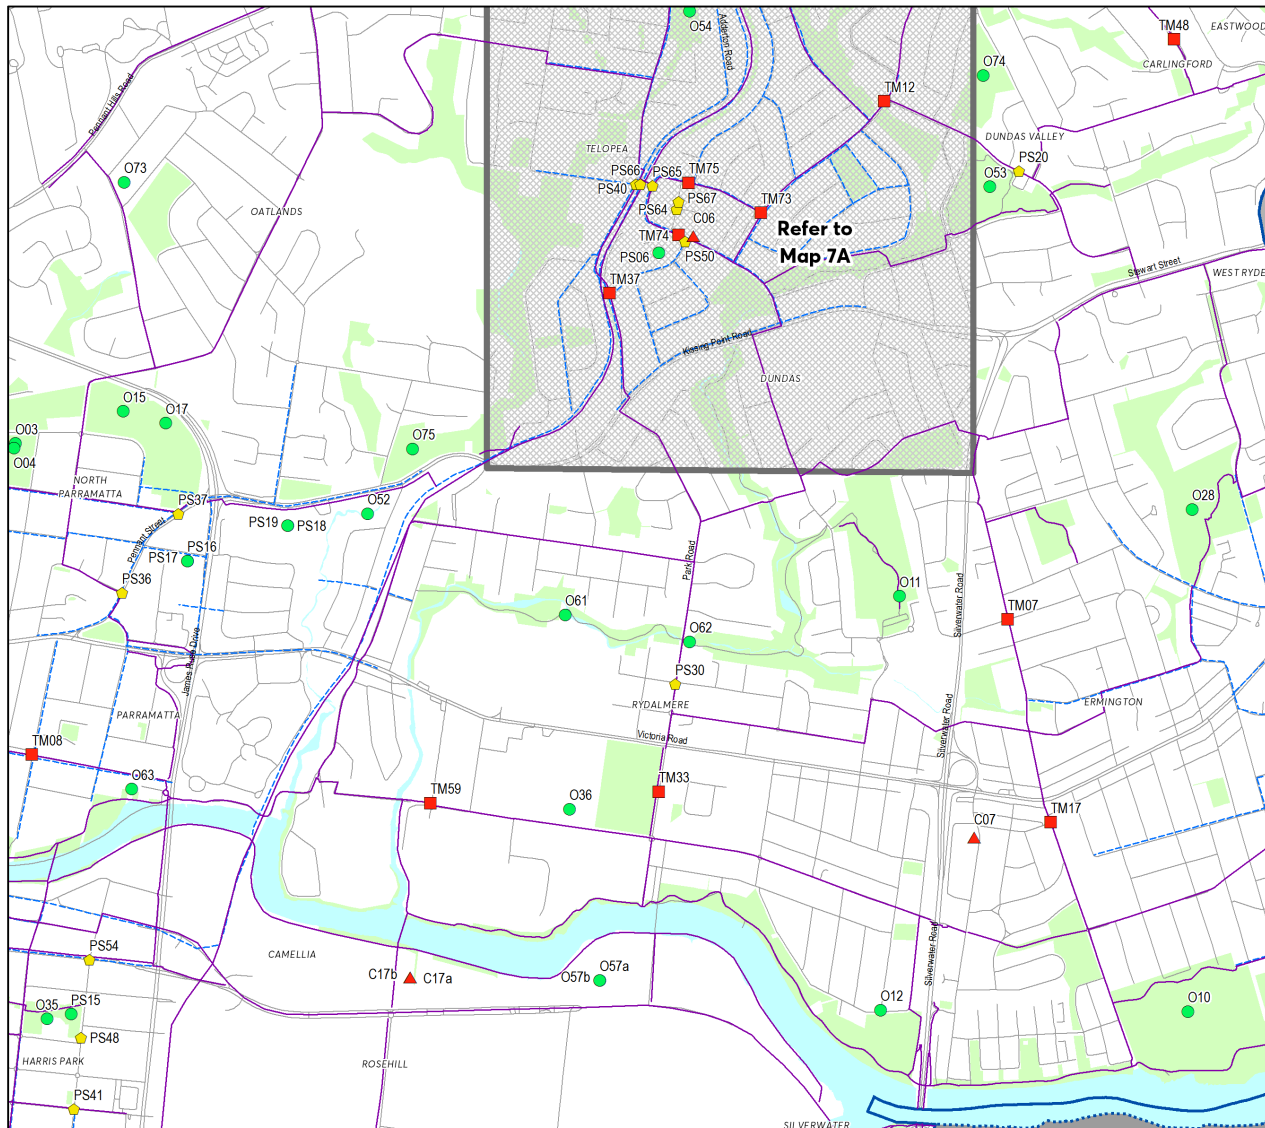 O54
Adderton Road
TM48
EASTWOOD
CARLINGFORD
O74
Pennant Hills Road
TM12
DUNDAS VALLEY
TELOPEA
PS20
O73
PS66
PS65
TM75
O53
PS40
PS67
TM73
OATLANDS
PS64
C06
Refer to
Map 7A
TM74
PS06
PS50
Stewart Street
WEST RYDE
TM37
Kissing Point Road
DUNDAS
O15
O17
O03
O04
O75
NORTH
PARRAMATTA
PS37
O52
O28
PS19
PS18
Pennant Street
PS16
PS17
Park Road
PS36
O11
Silverwater Road
O61
TM07
O62
James Ruse Drive
PS30
RYDALMERE
ERMINGTON
PARRAMATTA
Silverwater Road
Victoria Road
TM08
O63
TM59
O36
TM33
C07
TM17
PS54
CAMELLIA
Silverwater Road
C17b
C17a
O57b
O57a
O35
PS15
O12
O10
PS48
HARRIS PARK
ROSEHILL
PS41
SILVERWATER